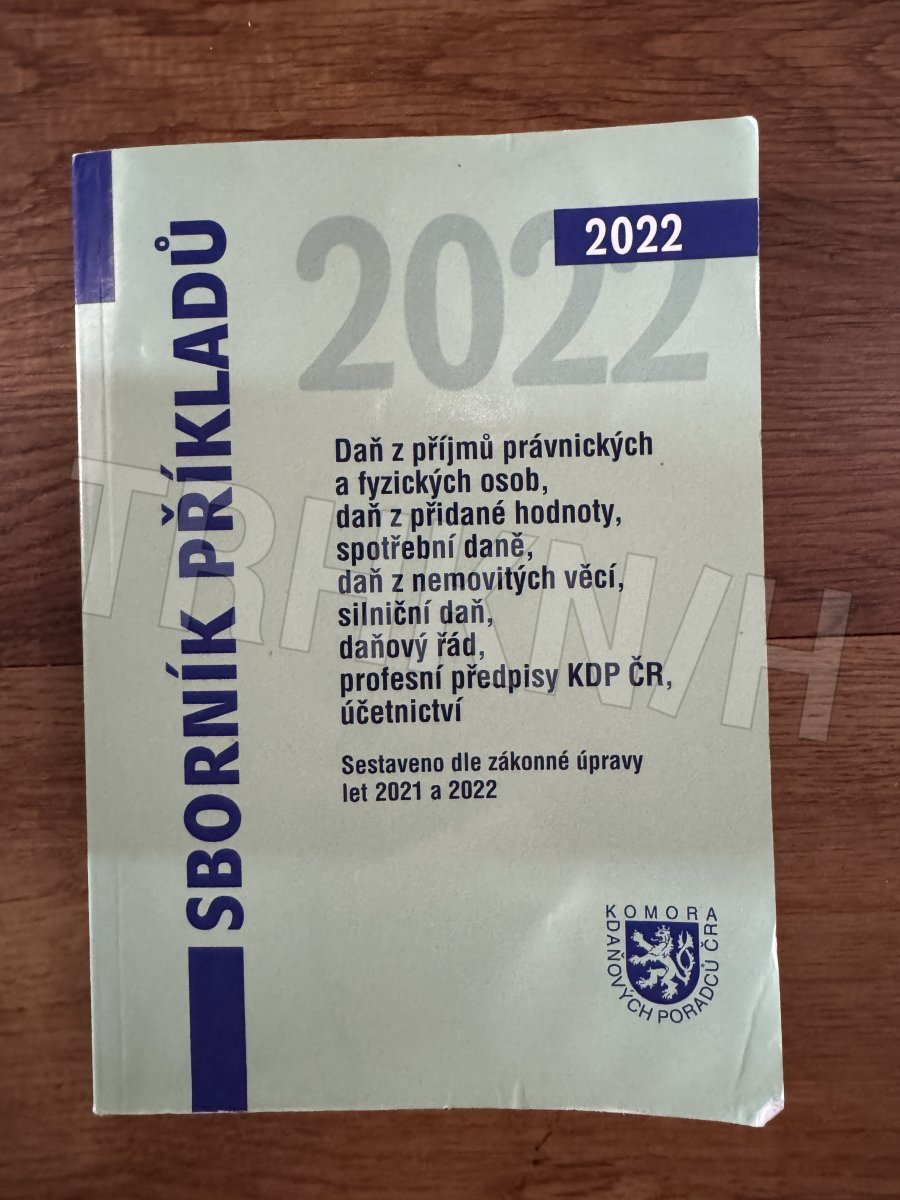 2022
2022
SBORNÍK PŘÍKLADŮ
Daň z příjmů právnických
a fyzických osob,
daň z přidané hodnoty,
spotřební daně,
daň z nemovitých věcí,
silniční daň,
daňový řád,
profesní předpisy KDP ČR,
účetnictví
Sestaveno dle zákonné úpravy
let 2021 a 2022
KOMORA
DAŇOVÝCH PORADCŮ ČR
TRHKNIH